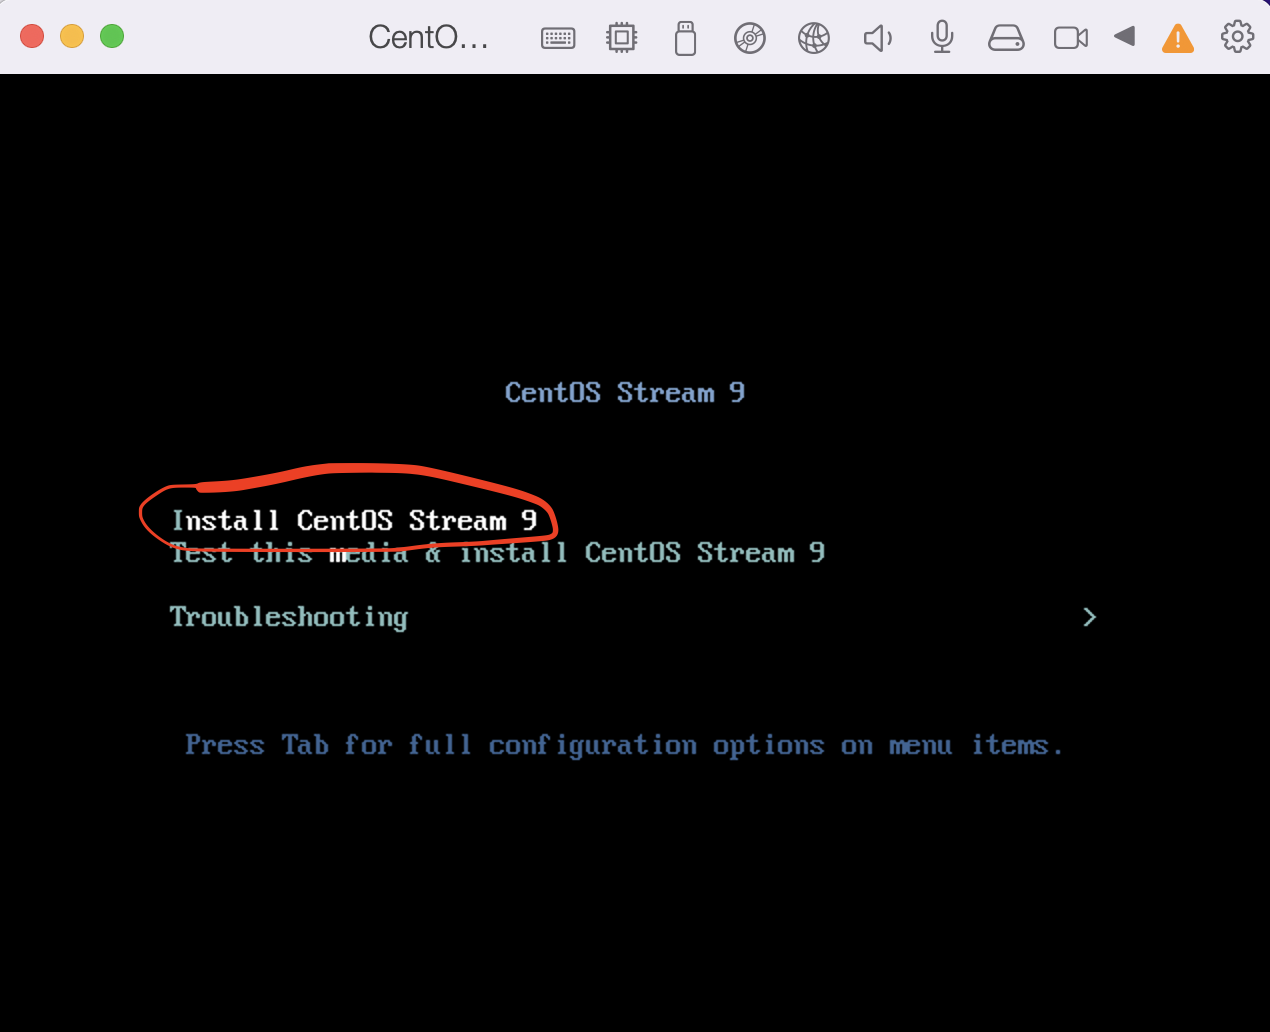 CentO...
CentOS Stream 9
Install CentOS Stream 9
Test this media & install CentOS Stream 9
Troubleshooting >
Press Tab for full configuration options on menu items.